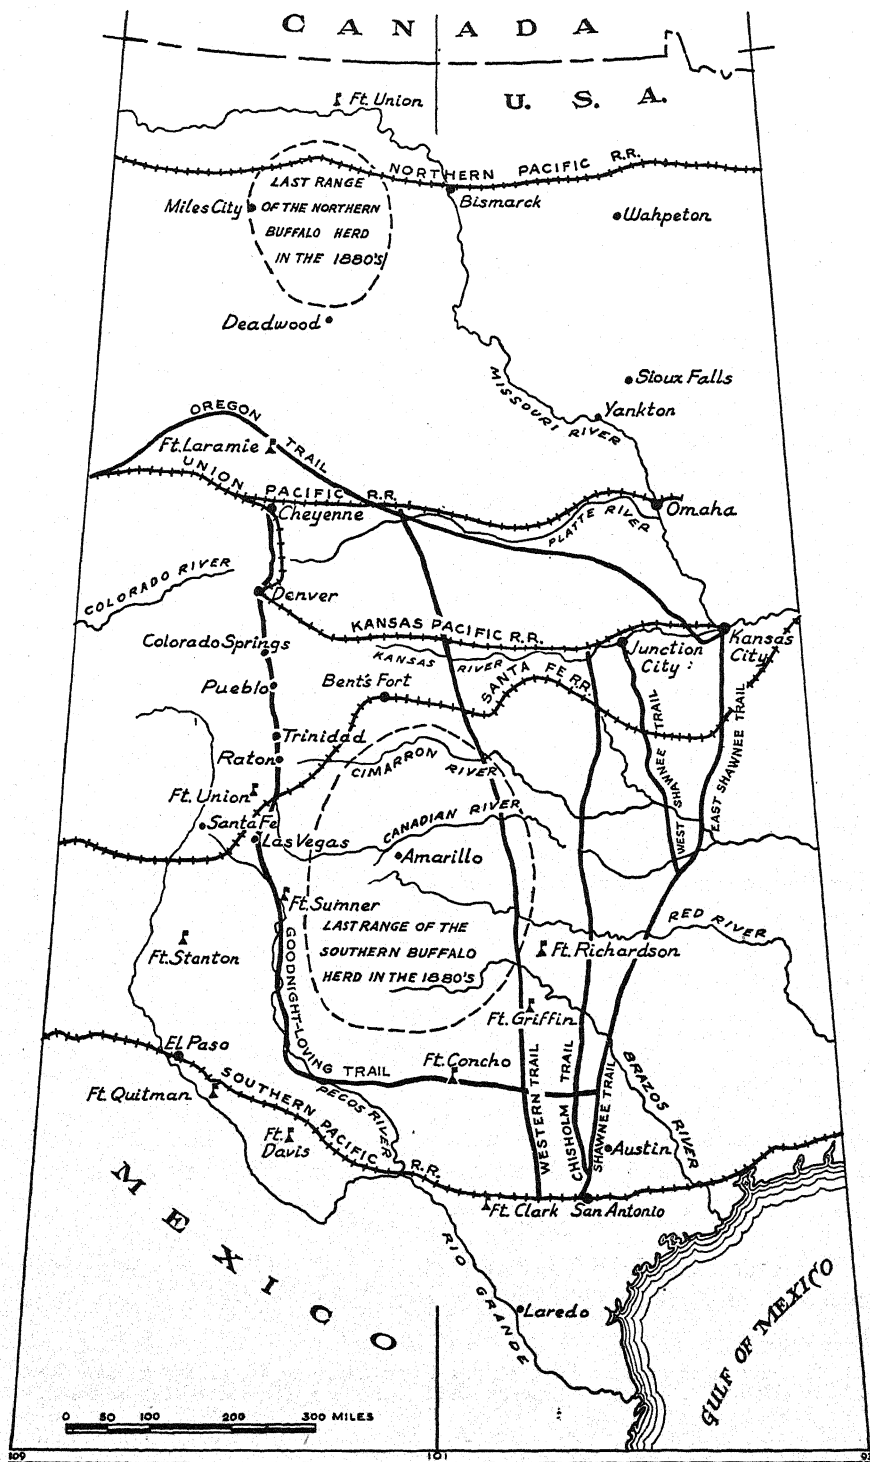 CANADA
U. S. A.
Ft. Union
NORTHERN PACIFIC R.R.
LAST RANGE
OF THE NORTHERN
BUFFALO HERD
IN THE 1880'S
Miles City
Bismarck
Wahpeton
Deadwood
Sioux Falls
MISSOURI RIVER
Yankton
OREGON TRAIL
Ft. Laramie
UNION PACIFIC R.R.
Cheyenne
Omaha
PLATTE RIVER
COLORADO RIVER
Denver
KANSAS PACIFIC R.R.
Kansas
City
Junction
City
KANSAS RIVER
Colorado Springs
SANTA FE RR.
Bent's Fort
Pueblo
Trinidad
Raton
CIMARRON RIVER
WEST SHAWNEE TRAIL
EAST SHAWNEE TRAIL
Ft. Union
Santa Fe
Las Vegas
CANADIAN RIVER
Amarillo
Ft. Sumner
RED RIVER
LAST RANGE OF THE
SOUTHERN BUFFALO
HERD IN THE 1880'S
Ft. Stanton
Ft. Richardson
GOODNIGHT-LOVING TRAIL
Ft. Griffin
El Paso
Ft. Concho
Ft. Quitman
SOUTHERN PACIFIC R.R.
PECOS RIVER
WESTERN TRAIL
CHISHOLM TRAIL
SHAWNEE TRAIL
BRAZOS RIVER
Ft.
Davis
Austin
Ft. Clark
San Antonio
MEXICO
RIO GRANDE
Laredo
GULF OF MEXICO
0 50 100 200 300 MILES
109 101